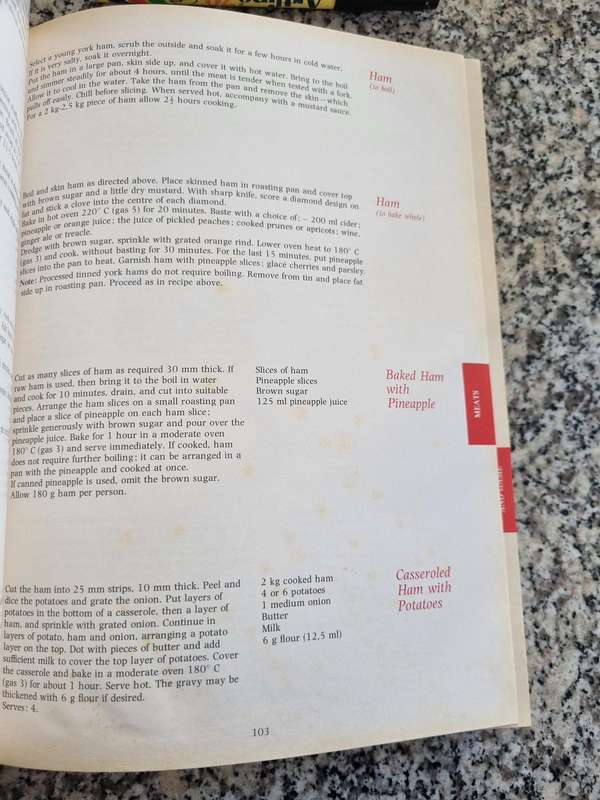 Select a young york ham, scrub the outside and soak it for a few hours in cold water.
If it is very salty, soak it overnight.
Put the ham in a large pan, skin side up, and cover it with hot water. Bring to the boil
and simmer steadily for about 4 hours, until the meat is tender when tested with a fork.
Allow it to cool in the water. Take the ham from the pan and remove the skin – which
pulls off easily. Chill before slicing. When served hot, accompany with a mustard sauce.
For a 2 kg-2,5 kg piece of ham allow 2½ hours cooking.
Ham
(to boil)
Boil and skin ham as directed above. Place skinned ham in roasting pan and cover top
with brown sugar and a little dry mustard. With sharp knife, score a diamond design on
fat and stick a clove into the centre of each diamond.
Bake in hot oven 220° C (gas 5) for 20 minutes. Baste with a choice of: – 200 ml cider;
pineapple or orange juice; the juice of pickled peaches; cooked prunes or apricots; wine,
ginger ale or treacle.
Dredge with brown sugar, sprinkle with grated orange rind. Lower oven heat to 180° C
(gas 3) and cook, without basting for 30 minutes. For the last 15 minutes, put pineapple
slices into the pan to heat. Garnish ham with pineapple slices; glacé cherries and parsley.
Note: Processed tinned york hams do not require boiling. Remove from tin and place fat
side up in roasting pan. Proceed as in recipe above.
Ham
(to bake whole)
Cut as many slices of ham as required 30 mm thick. If
raw ham is used, then bring it to the boil in water
and cook for 10 minutes, drain, and cut into suitable
pieces. Arrange the ham slices on a small roasting pan
and place a slice of pineapple on each ham slice;
sprinkle generously with brown sugar and pour over the
pineapple juice. Bake for 1 hour in a moderate oven
180° C (gas 3) and serve immediately. If cooked, ham
does not require further boiling; it can be arranged in a
pan with the pineapple and cooked at once.
If canned pineapple is used, omit the brown sugar.
Allow 180 g ham per person.
Slices of ham
Pineapple slices
Brown sugar
125 ml pineapple juice
Baked Ham
with
Pineapple
MEATS
Cut the ham into 25 mm strips, 10 mm thick. Peel and
dice the potatoes and grate the onion. Put layers of
potatoes in the bottom of a casserole, then a layer of
ham, and sprinkle with grated onion. Continue in
layers of potato, ham and onion, arranging a potato
layer on the top. Dot with pieces of butter and add
sufficient milk to cover the top layer of potatoes. Cover
the casserole and bake in a moderate oven 180° C
(gas 3) for about 1 hour. Serve hot. The gravy may be
thickened with 6 g flour if desired.
Serves: 4.
2 kg cooked ham
4 or 6 potatoes
1 medium onion
Butter
Milk
6 g flour (12,5 ml)
Casseroled
Ham with
Potatoes
103